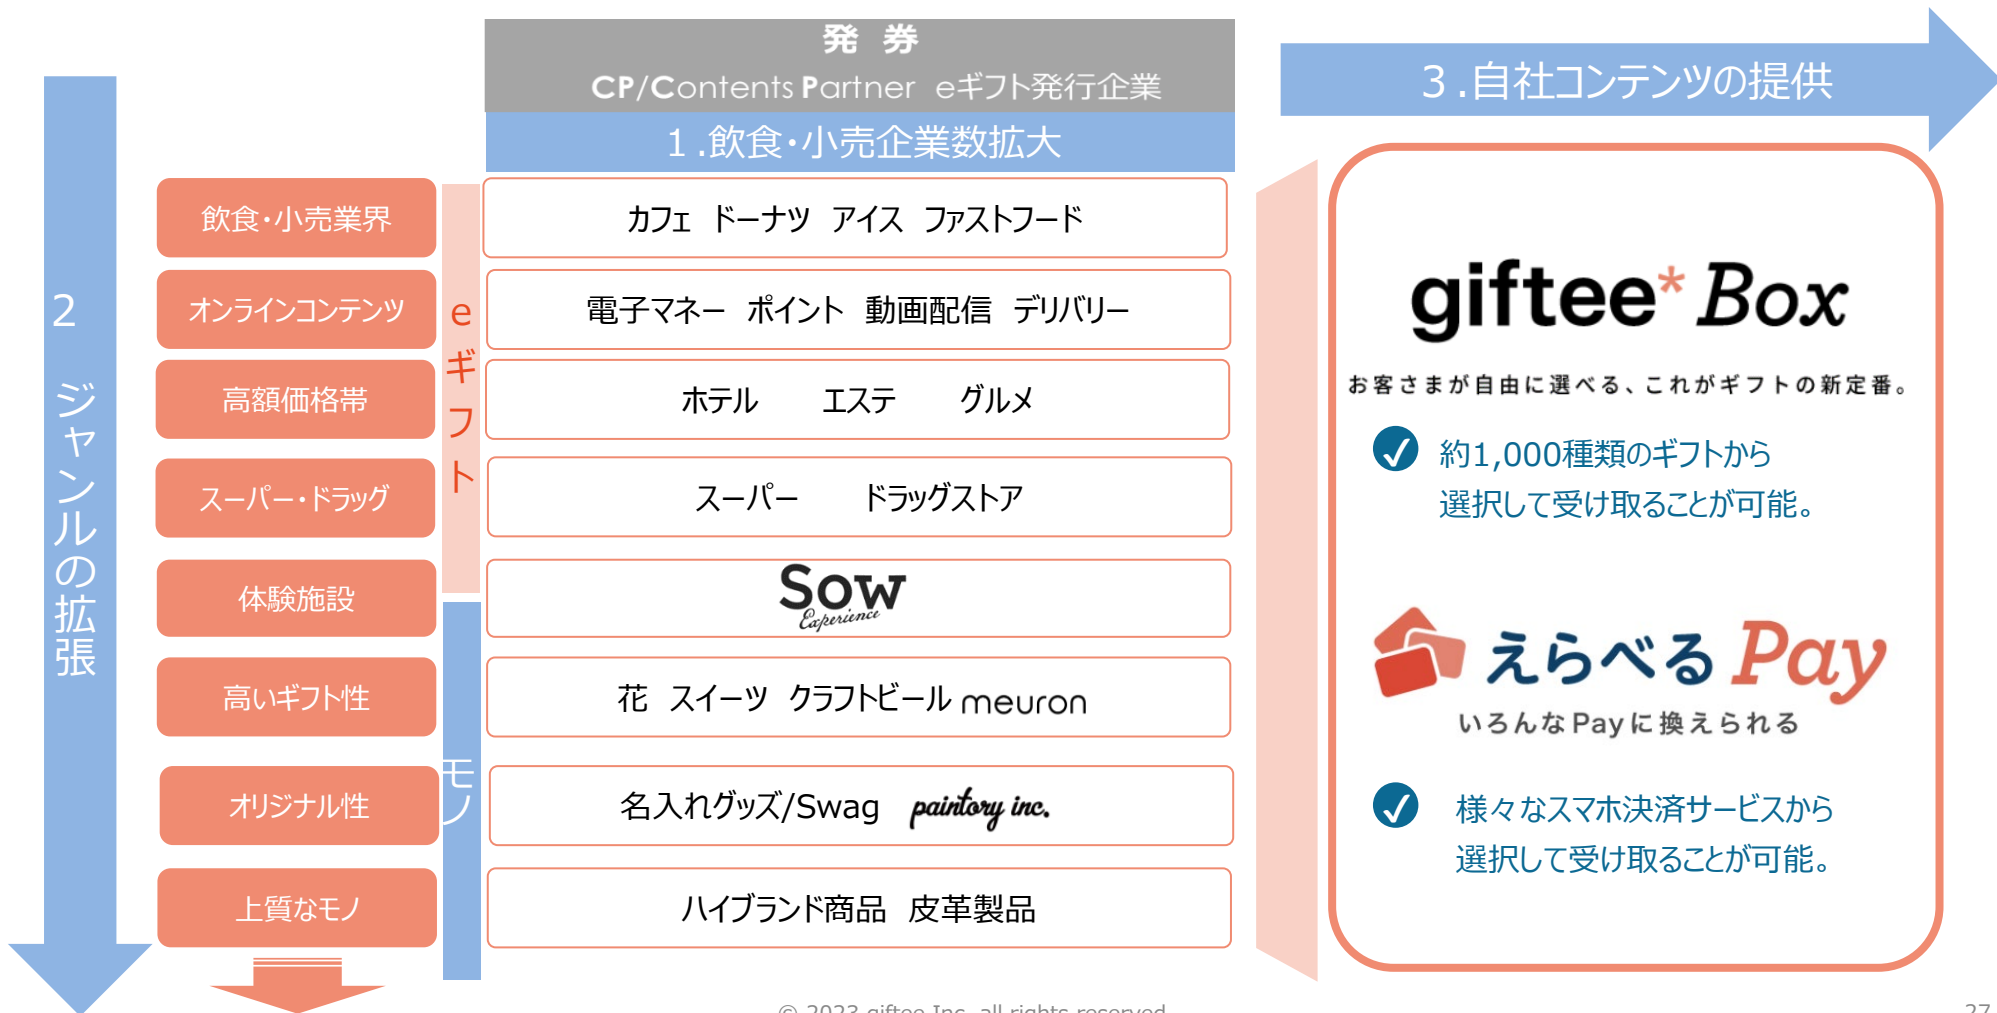 発 券
CP/Contents Partner eギフト発行企業
1.飲食・小売企業数拡大
3.自社コンテンツの提供
2 ジャンルの拡張
eギフト
モノ
飲食・小売業界
カフェ ドーナツ アイス ファストフード
オンラインコンテンツ
電子マネー ポイント 動画配信 デリバリー
高額価格帯
ホテル エステ グルメ
スーパー・ドラッグ
スーパー ドラッグストア
体験施設
Sow Experience
高いギフト性
花 スイーツ クラフトビール meuron
オリジナル性
名入れグッズ/Swag paintory inc.
上質なモノ
ハイブランド商品 皮革製品
giftee* Box
お客さまが自由に選べる、これがギフトの新定番。
約1,000種類のギフトから
選択して受け取ることが可能。
えらべる Pay
いろんなPayに換えられる
様々なスマホ決済サービスから
選択して受け取ることが可能。
© 2023 giftee Inc. all rights reserved
27